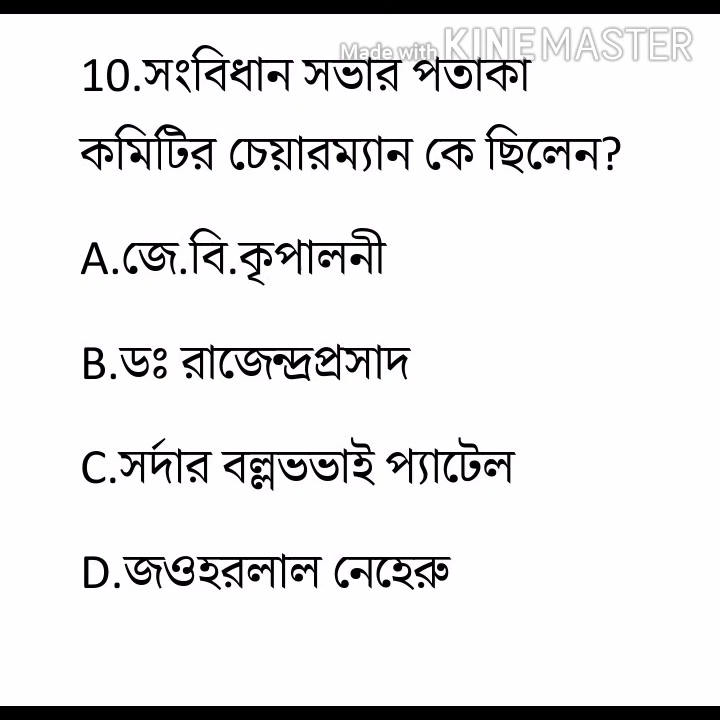 Made with KINEMASTER
10.সংবিধান সভার পতাকা
কমিটির চেয়ারম্যান কে ছিলেন?
A.জে.বি.কৃপালনী
B.ডঃ রাজেন্দ্রপ্রসাদ
C.সর্দার বল্লভভাই প্যাটেল
D.জওহরলাল নেহেরু